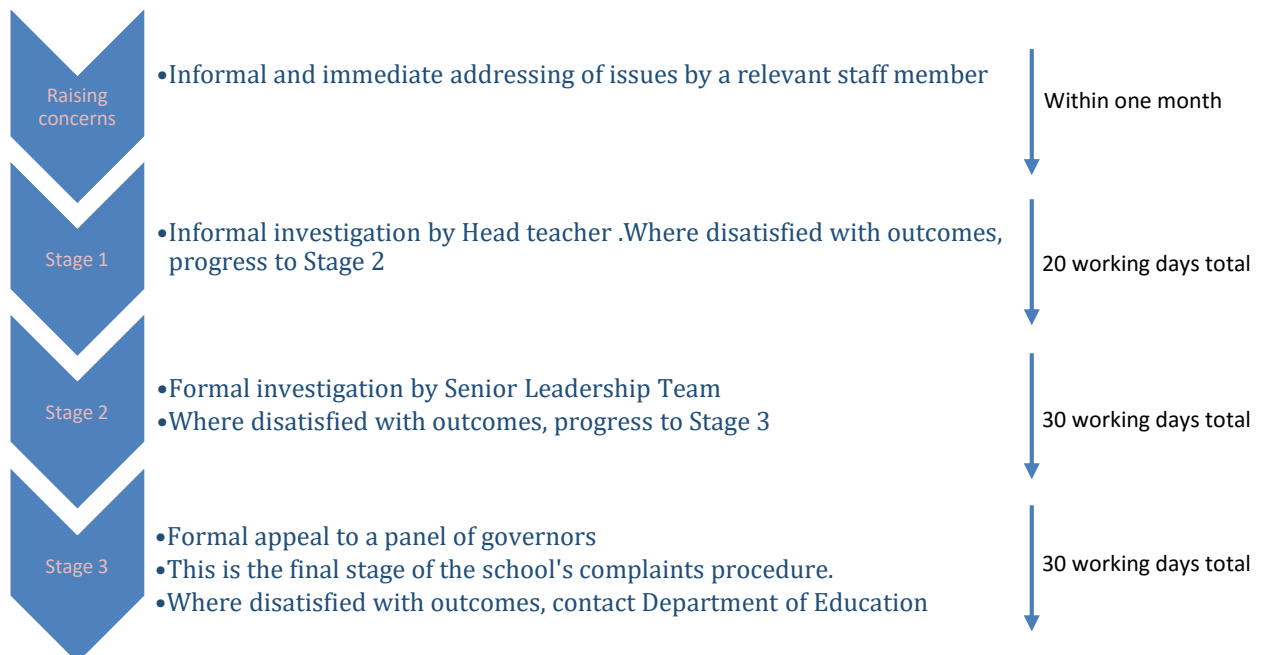 Raising
concerns
•Informal and immediate addressing of issues by a relevant staff member
Within one month
Stage 1
•Informal investigation by Head teacher .Where disatisfied with outcomes,
progress to Stage 2
20 working days total
Stage 2
•Formal investigation by Senior Leadership Team
•Where disatisfied with outcomes, progress to Stage 3
30 working days total
Stage 3
•Formal appeal to a panel of governors
•This is the final stage of the school's complaints procedure.
•Where disatisfied with outcomes, contact Department of Education
30 working days total